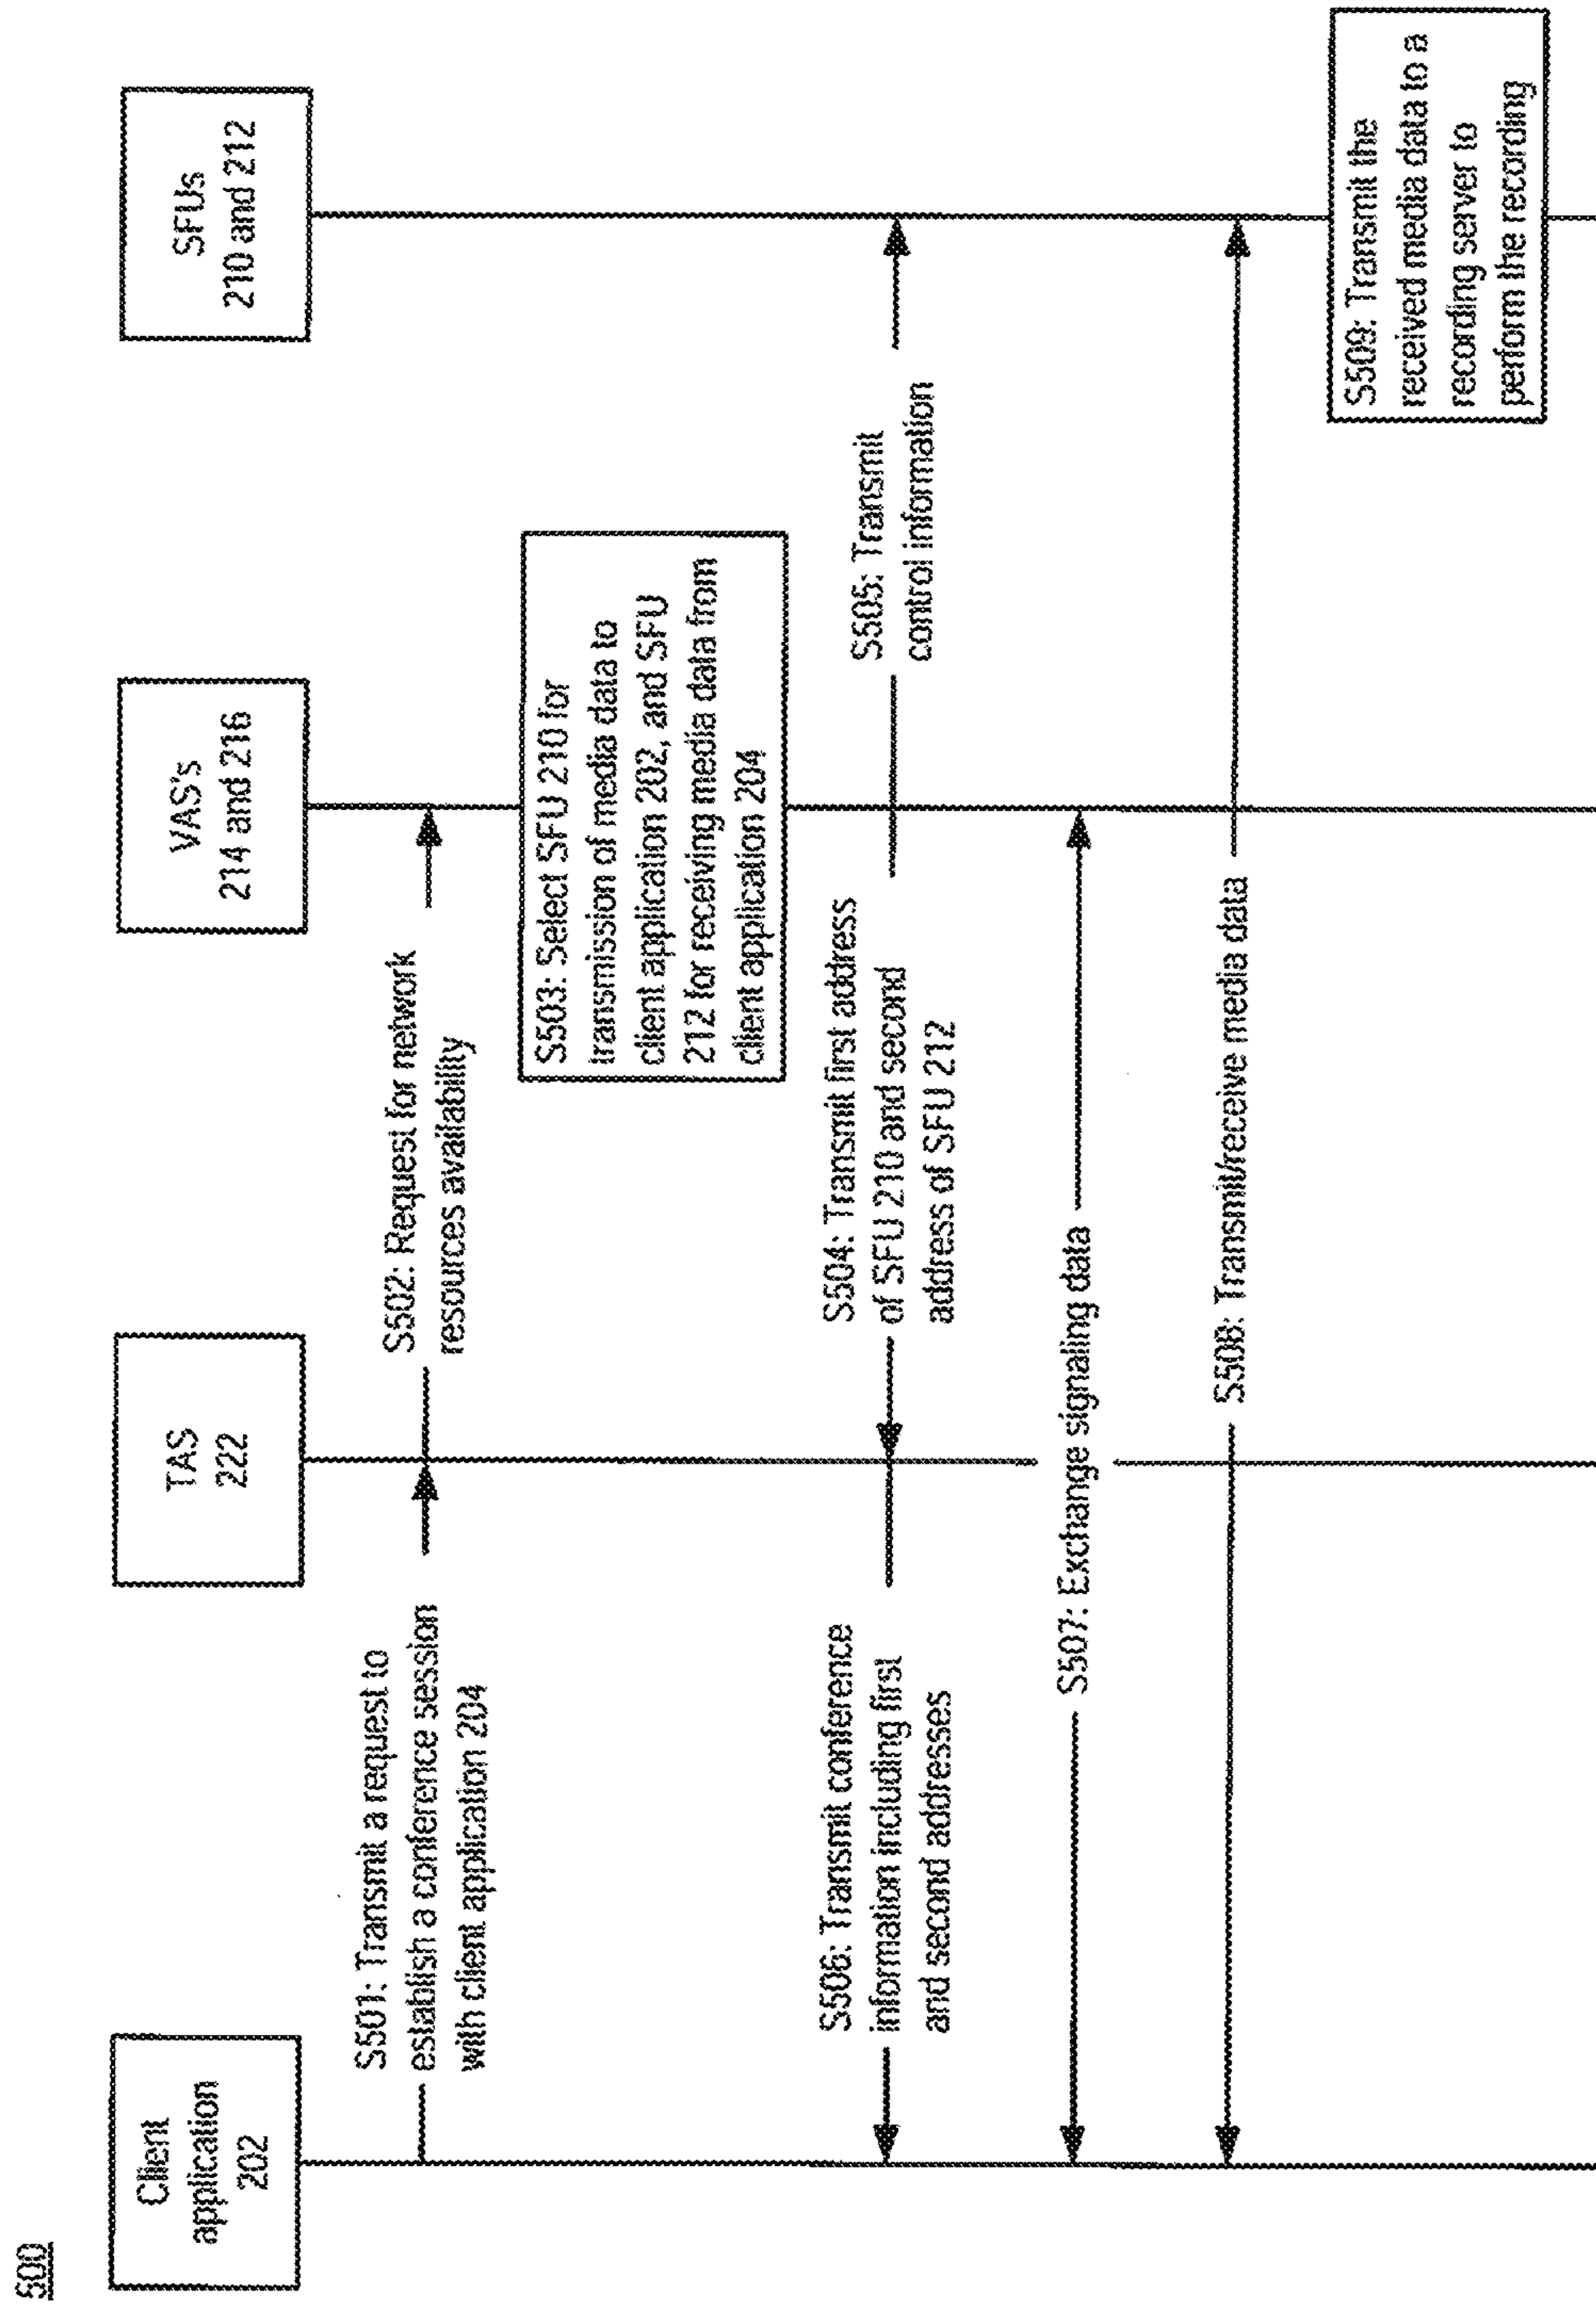 500
Client
application
202
TAS
222
VAS's
214 and 216
SFUs
210 and 212
S501: Transmit a request to
establish a conference session
with client application 204
S502: Request for network
resources availability
S503: Select SFU 210 for
transmission of media data to
client application 202, and SFU
212 for receiving media data from
client application 204
S506: Transmit conference
information including first
and second addresses
S504: Transmit first address
of SFU 210 and second
address of SFU 212
S505: Transmit
control information
S507: Exchange signaling data
S508: Transmit/receive media data
S509: Transmit the
received media data to a
recording server to
perform the recording